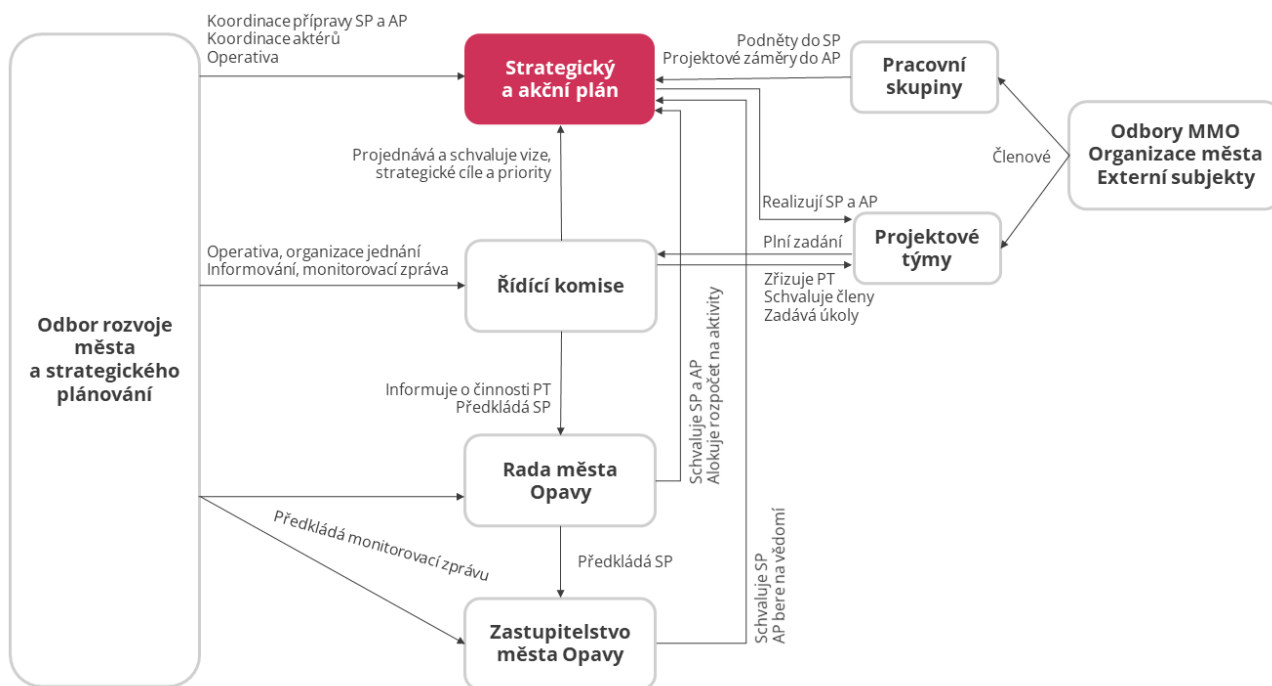 Koordinace přípravy SP a AP
Koordinace aktérů
Operativa
Strategický
a akční plán
Podněty do SP
Projektové záměry do AP
Pracovní
skupiny
Odbory MMO
Organizace města
Externí subjekty
Členové
Projednává a schvaluje vize,
strategické cíle a priority
Realizují SP a AP
Operativa, organizace jednání
Informování, monitorovací zpráva
Řídící komise
Plní zadání
Projektové
týmy
Zřizuje PT
Schvaluje členy
Zadává úkoly
Odbor rozvoje
města
a strategického
plánování
Informuje o činnosti PT
Předkládá SP
Schvaluje SP a AP
Alokuje rozpočet na aktivity
Rada města
Opavy
Předkládá monitorovací zprávu
Předkládá SP
Schvaluje SP
AP bere na vědomí
Zastupitelstvo
města Opavy